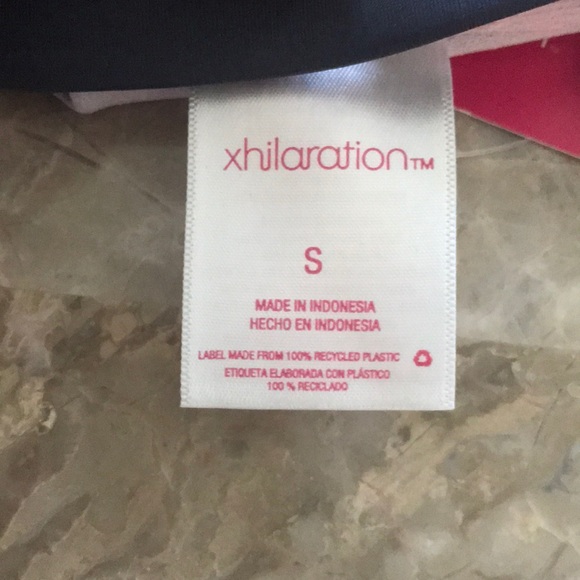 xhilaration™
S
MADE IN INDONESIA
HECHO EN INDONESIA
LABEL MADE FROM 100% RECYCLED PLASTIC
ETIQUETA ELABORADA CON PLÁSTICO
100 % RECICLADO